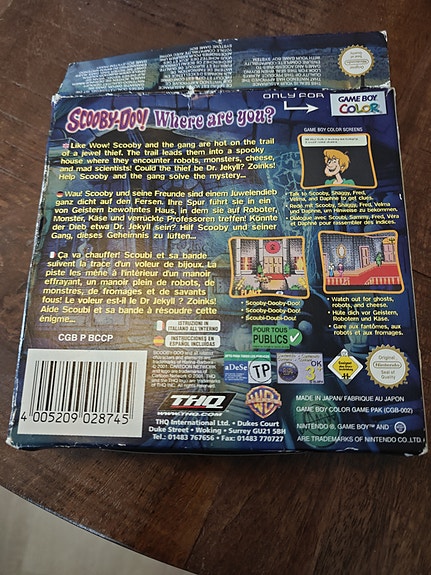 ONLY FOR
GAME BOY
COLOR
SCOOBY-DOO! Where are you?
Like Wow! Scooby and the gang are hot on the trail
of a jewel thief. The trail leads them into a spooky
house where they encounter robots, monsters, cheese,
and mad scientists! Could the thief be Dr. Jekyll? Zoinks!
Help Scooby and the gang solve the mystery...
Wau! Scooby und seine Freunde sind einem Juwelendieb
ganz dicht auf den Fersen. Ihre Spur führt sie in ein
von Geistern bewohntes Haus, in dem sie auf Roboter,
Monster, Käse und verrückte Professoren treffen! Könnte
der Dieb etwa Dr. Jekyll sein? Hilf Scooby und seiner
Gang, dieses Geheimnis zu lüften...
Ça va chauffer! Scoubi et sa bande
suivent la trace d'un voleur de bijoux. La
piste les mène à l'intérieur d'un manoir
effrayant, un manoir plein de robots, de
monstres, de fromages et de savants
fous! Le voleur est-il le Dr Jekyll ? Zoinks!
Aide Scoubi et sa bande à résoudre cette
énigme...
GAME BOY COLOR SCREENS
• Talk to Scooby, Shaggy, Fred,
Velma, and Daphne to get clues.
• Rede mit Scooby, Shaggy, Fred, Velma
und Daphne, um Hinweise zu bekommen.
• Dialogue avec Scoubi, Sammy, Fred, Véra
et Daphné pour rassembler des indices.
• Scooby-Dooby-Doo!
• Scooby-Dooby-Doo!
• Scoubi-Doubi-Dou!
• Watch out for ghosts,
robots, and cheese.
• Hüte dich vor Geistern,
Robotern und Käse.
• Gare aux fantômes, aux
robots et aux fromages.
ISTRUZIONI IN
ITALIANO ALL'INTERNO
INSTRUCCIONES EN
ESPAÑOL INCLUIDAS
CGB P BCCP
POUR TOUS
PUBLICS
aDeSe
TP
OK
3
Original
Nintendo
Seal
4 005209 028745
THQ
WWW.THQ.COM
WB
THQ International Ltd. • Dukes Court
Duke Street • Woking • Surrey GU21 5BH
Tel.: 01483 767656 • Fax: 01483 770727
MADE IN JAPAN/ FABRIQUE AU JAPON
GAME BOY COLOR GAME PAK (CGB-002)
NINTENDO ®, GAME BOY™ AND
ARE TRADEMARKS OF NINTENDO CO., LTD.